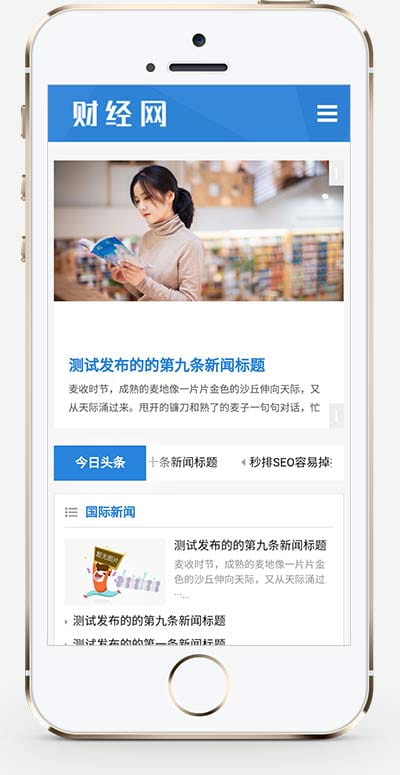 财经网
测试发布的的第九条新闻标题
麦收时节，成熟的麦地像一片片金色的沙丘伸向天际，又
从天际涌过来。甩开的镰刀和熟了的麦子一句句对话，忙
今日头条
十条新闻标题
秒排SEO容易掉
国际新闻
测试发布的的第九条新闻标题
暂无图片
麦收时节，成熟的麦地像一片片金
色的沙丘伸向天际，又从天际涌过
...
测试发布的的第九条新闻标题
测试发布的的第一条新闻标题